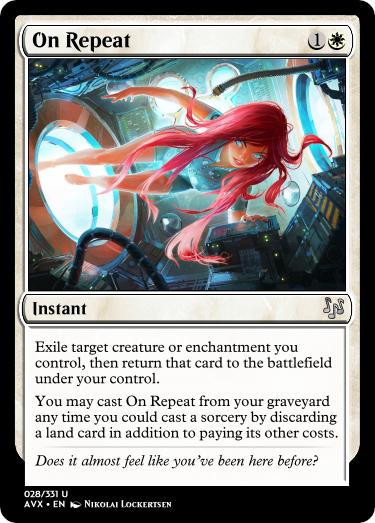 On Repeat 1
Instant
Exile target creature or enchantment you
control, then return that card to the battlefield
under your control.
You may cast On Repeat from your graveyard
any time you could cast a sorcery by discarding
a land card in addition to paying its other costs.
Does it almost feel like you've been here before?
028/331 U
AVX • EN Nikolai Lockertsen